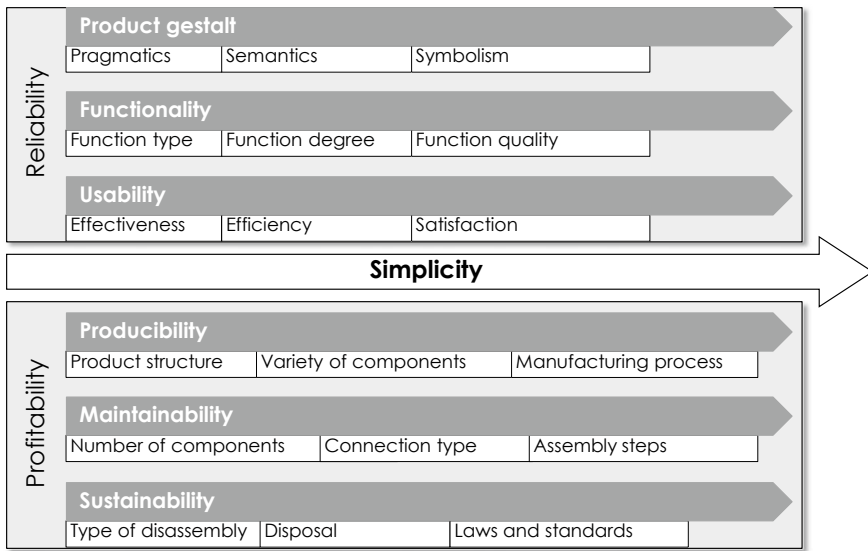 Reliability
Product gestalt
Pragmatics Semantics Symbolism
Functionality
Function type Function degree Function quality
Usability
Effectiveness Efficiency Satisfaction
Simplicity
Profitability
Producibility
Product structure Variety of components Manufacturing process
Maintainability
Number of components Connection type Assembly steps
Sustainability
Type of disassembly Disposal Laws and standards